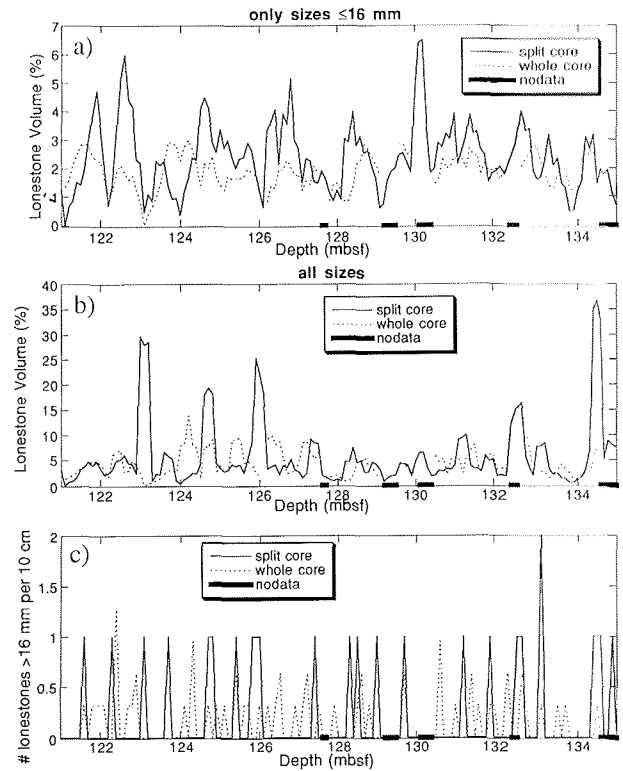 only sizes ≤16 mm
a)
Lonestone Volume (%)
7
6
5
4
3
2
1
0
split core
whole core
nodata
122
124
126
128
130
132
134
Depth (mbsf)
all sizes
b)
Lonestone Volume (%)
40
35
30
25
20
15
10
5
0
split core
whole core
nodata
122
124
126
128
130
132
134
Depth (mbsf)
c)
# lonestones >16 mm per 10 cm
2
1.5
1
0.5
0
split core
whole core
nodata
122
124
126
128
130
132
134
Depth (mbsf)